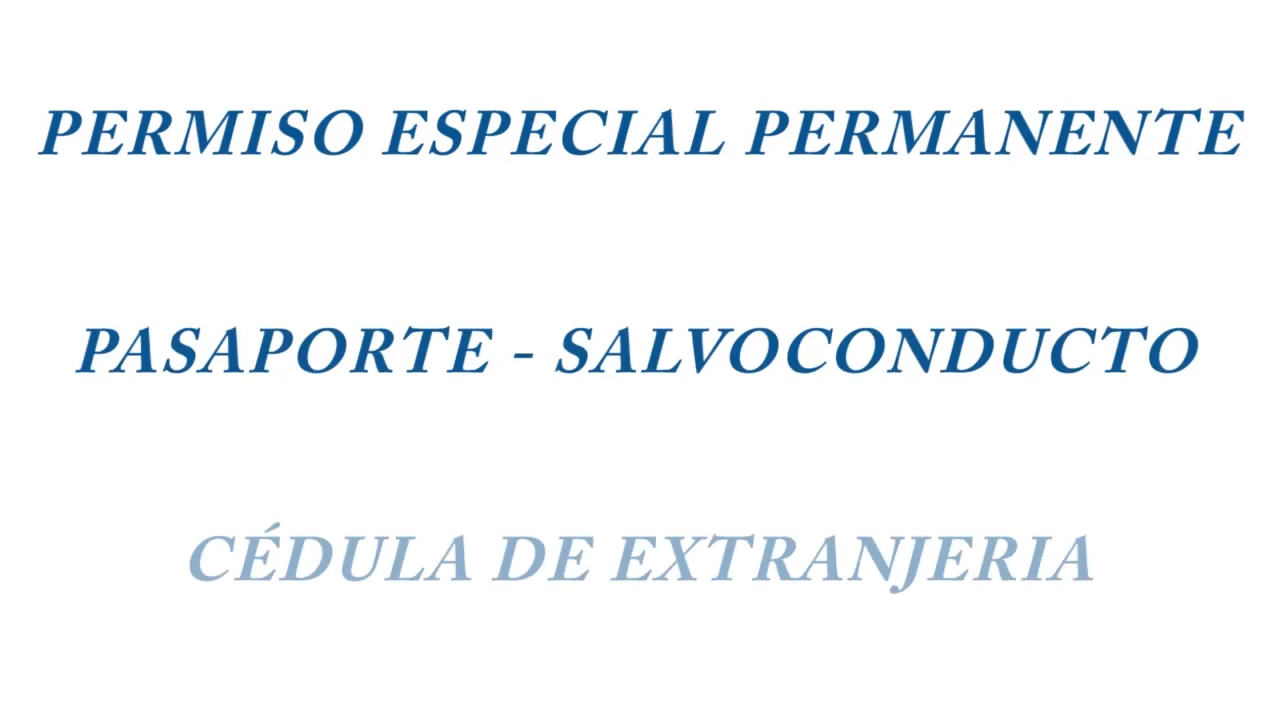 PERMISO ESPECIAL PERMANENTE
PASAPORTE - SALVOCONDUCTO
CÉDULA DE EXTRANJERIA